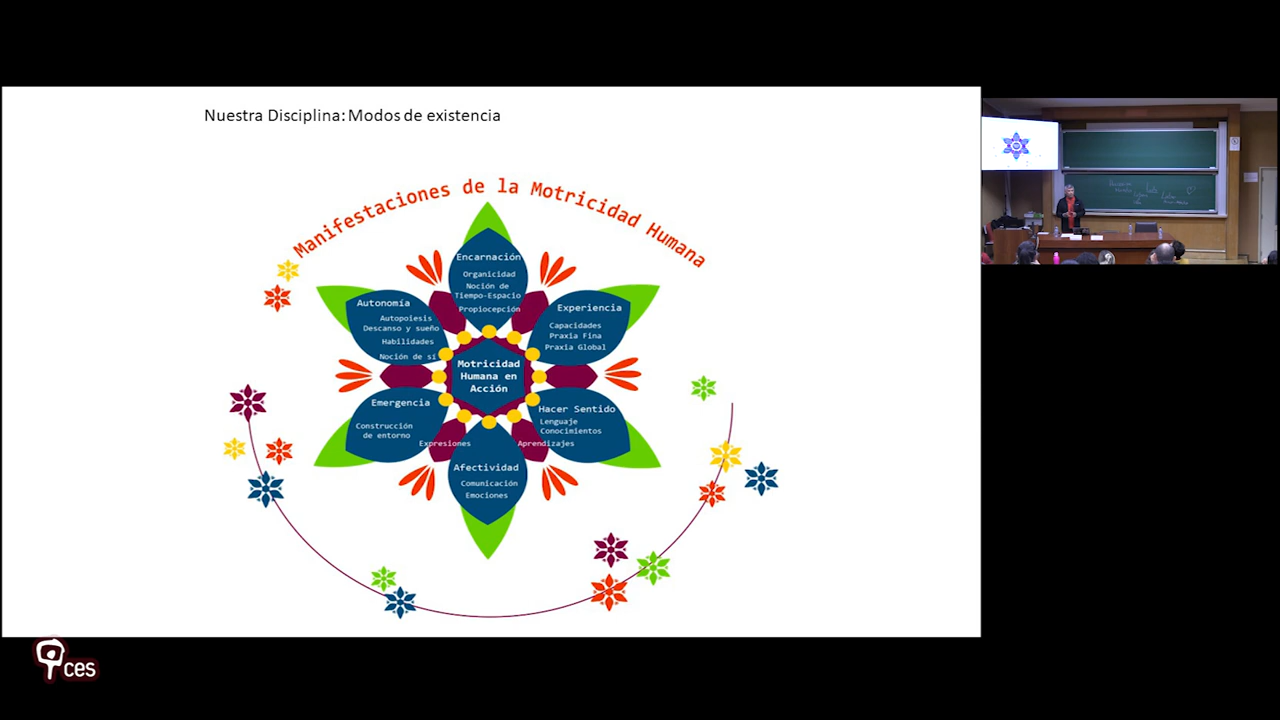 Nuestra Disciplina: Modos de existencia
Manifestaciones de la Motricidad Humana
Encarnación
Organicidad
Noción de
Tiempo-Espacio
Propiocepción
Autonomía
Autopoiesis
Descanso y sueño
Habilidades
Noción de sí
Experiencia
Capacidades
Praxia Fina
Praxia Global
Motricidad
Humana en
Acción
Emergencia
Construcción
de entorno
Expresiones
Hacer Sentido
Lenguaje
Conocimientos
Aprendizajes
Afectividad
Comunicación
Emociones
ces